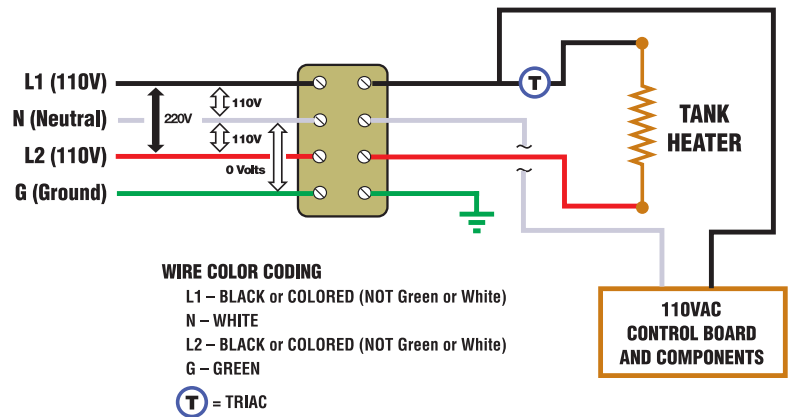 L1 (110V)
N (Neutral)
L2 (110V)
G (Ground)
220V
110V
110V
0 Volts
T
TANK
HEATER
110VAC
CONTROL BOARD
AND COMPONENTS
WIRE COLOR CODING
L1 – BLACK or COLORED (NOT Green or White)
N – WHITE
L2 – BLACK or COLORED (NOT Green or White)
G – GREEN
T = TRIAC